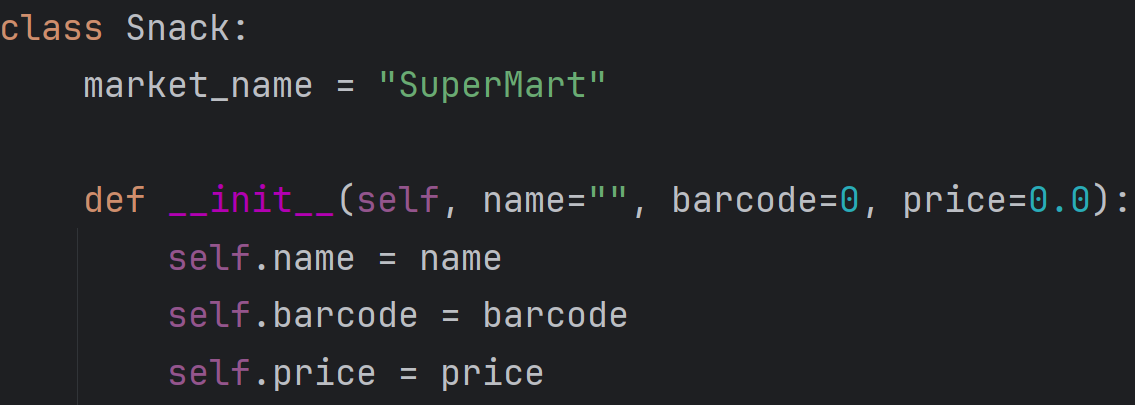 class Snack:
    market_name = "SuperMart"

    def __init__(self, name="", barcode=0, price=0.0):
        self.name = name
        self.barcode = barcode
        self.price = price